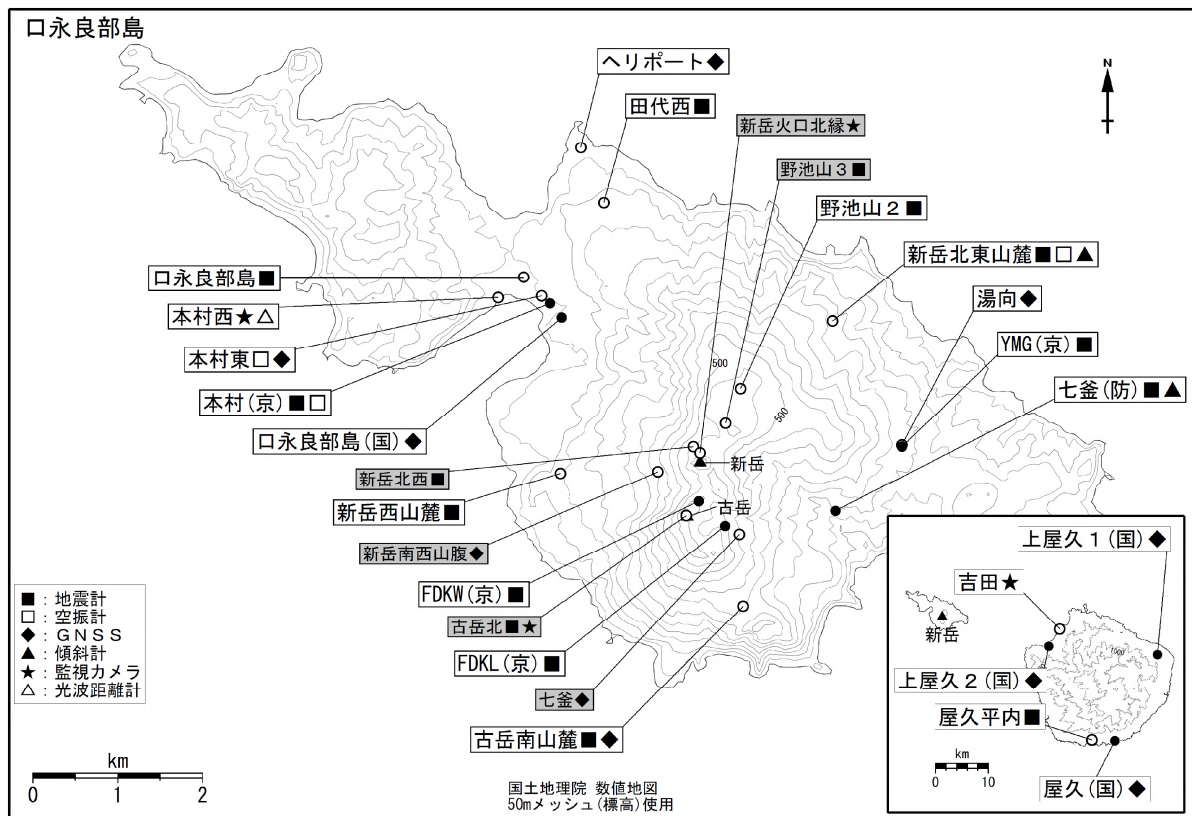 口永良部島
N
ヘリポート◆
田代西■
新岳火口北縁★
野池山3■
野池山2■
新岳北東山麓■□▲
湯向◆
YMG(京)■
七釜(防)■▲
口永良部島■
本村西★△
本村東□◆
本村(京)■□
口永良部島(国)◆
500
500
新岳北西■
新岳
新岳西山麓■
古岳
新岳南西山腹◆
FDKW(京)■
古岳北■★
FDKL(京)■
七釜◆
古岳南山麓■◆
■：地震計
□：空振計
◆：GNSS
▲：傾斜計
★：監視カメラ
△：光波距離計
km
0 1 2
国土地理院 数値地図
50mメッシュ(標高)使用
上屋久1(国)◆
吉田★
新岳
1000
上屋久2(国)◆
屋久平内■
km
0 10
屋久(国)◆